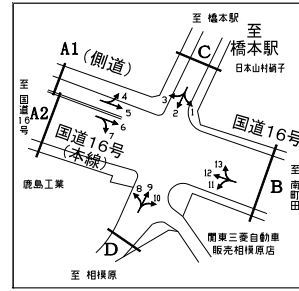 至 橋本駅
至
橋本駅
日本山村硝子
A1 (側道)
C
至 国道16号
A2
国道16号
(本線)
国道16号
4
5
6
7
3
2
1
13
12
11
B
至 南町田
鹿島工業
8
9
10
D
関東三菱自動車
販売相模原店
至 相模原